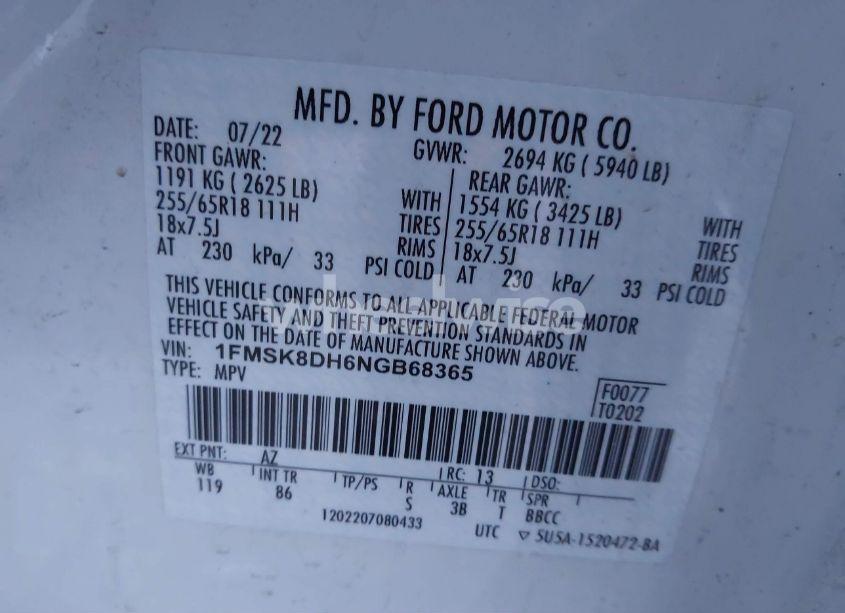 MFD. BY FORD MOTOR CO.
DATE: 07/22 GVWR: 2694 KG ( 5940 LB)
FRONT GAWR: REAR GAWR:
1191 KG ( 2625 LB) WITH 1554 KG ( 3425 LB) WITH
255/65R18 111H TIRES 255/65R18 111H TIRES
18x7.5J RIMS 18x7.5J RIMS
AT 230 kPa/ 33 PSI COLD AT 230 kPa/ 33 PSI COLD
THIS VEHICLE CONFORMS TO ALL APPLICABLE FEDERAL MOTOR
VEHICLE SAFETY AND THEFT PREVENTION STANDARDS IN
EFFECT ON THE DATE OF MANUFACTURE SHOWN ABOVE.
VIN: 1FMSK8DH6NGB68365
TYPE: MPV
F0077
T0202
EXT PNT: AZ RC: 13 DSO:
WB INT TR TP/PS R AXLE TR SPR
119 86 S 3B T BBCC
1202207080433 UTC ▽ SU5A-1520472-BA